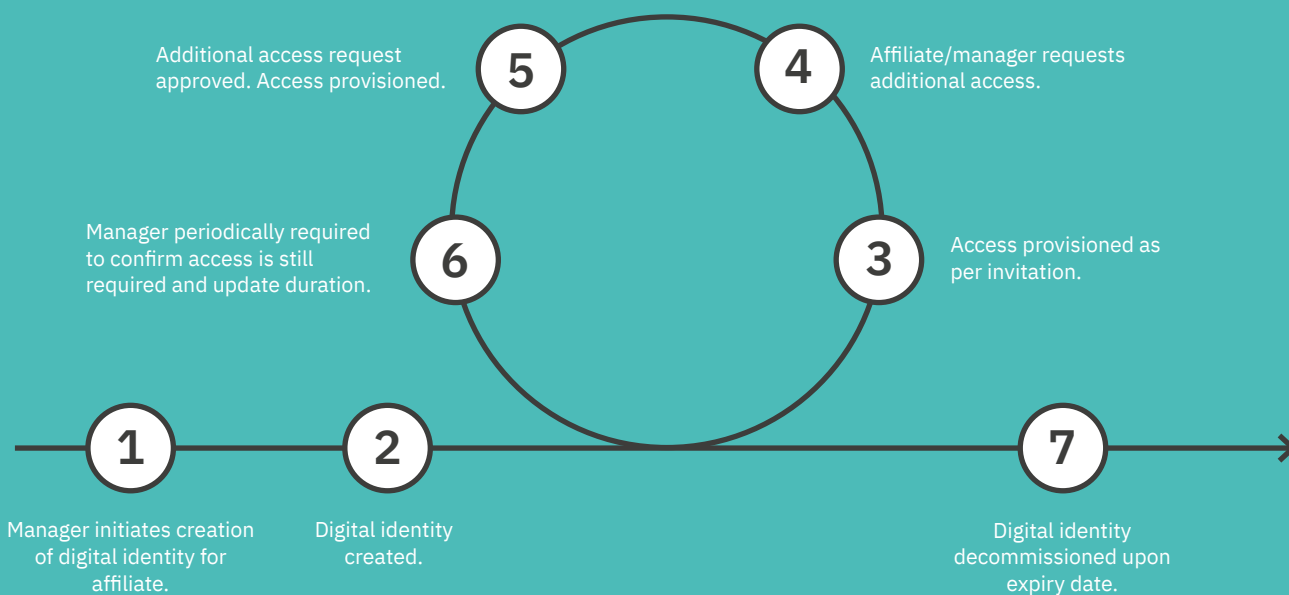 5
Additional access request
approved. Access provisioned.
4
Affiliate/manager requests
additional access.
6
Manager periodically required
to confirm access is still
required and update duration.
3
Access provisioned as
per invitation.
1
Manager initiates creation
of digital identity for
affiliate.
2
Digital identity
created.
7
Digital identity
decommissioned upon
expiry date.